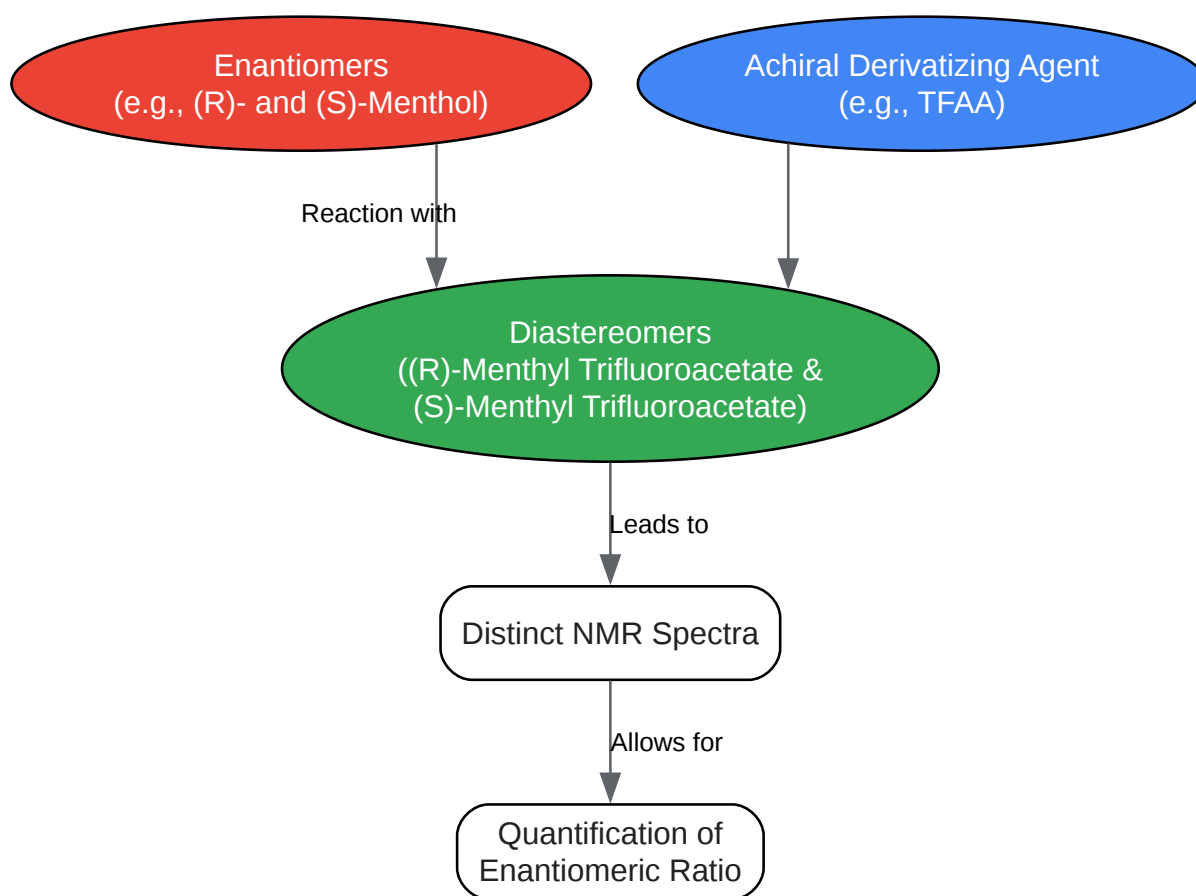 Enantiomers
(e.g., (R)- and (S)-Menthol)
Achiral Derivatizing Agent
(e.g., TFAA)
Reaction with
Diastereomers
((R)-Menthyl Trifluoroacetate &
(S)-Menthyl Trifluoroacetate)
Leads to
Distinct NMR Spectra
Allows for
Quantification of
Enantiomeric Ratio